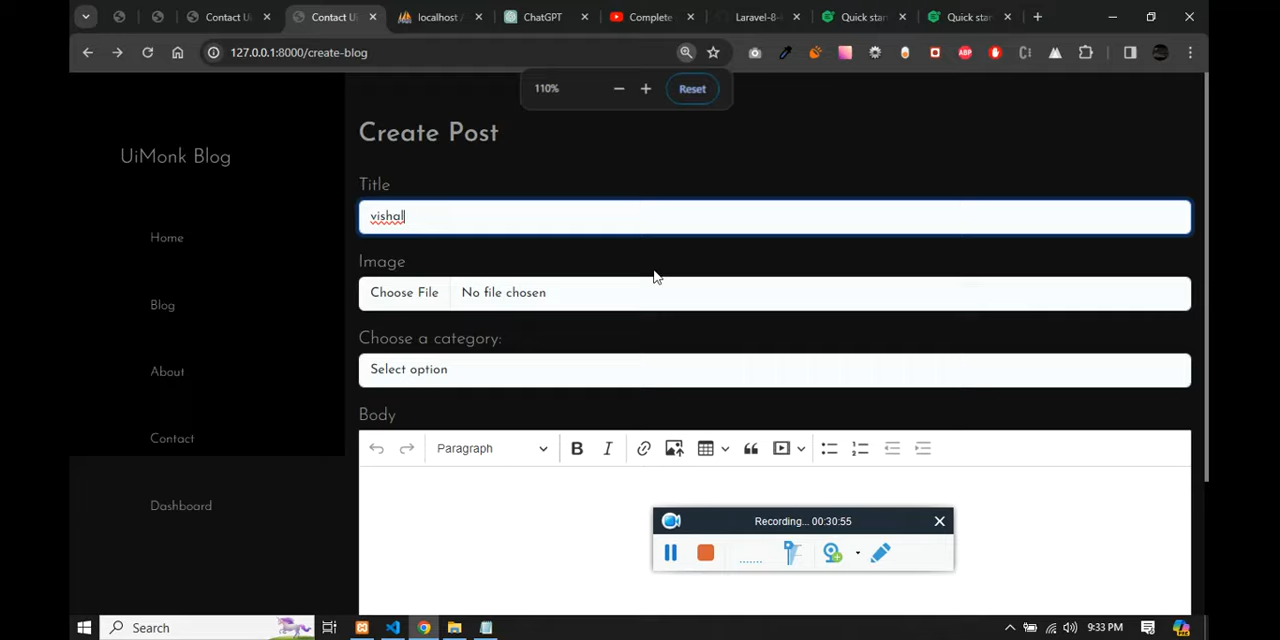 Contact U
Contact U
localhost /
ChatGPT
Complete
Laravel-8-
Quick star
Quick star
127.0.0.1:8000/create-blog
ABP
110%
Reset
UiMonk Blog
Home
Blog
About
Contact
Dashboard
Create Post
Title
vishal
Image
Choose File No file chosen
Choose a category:
Select option
Body
Paragraph B I
Recording... 00:30:55
Search
9:33 PM